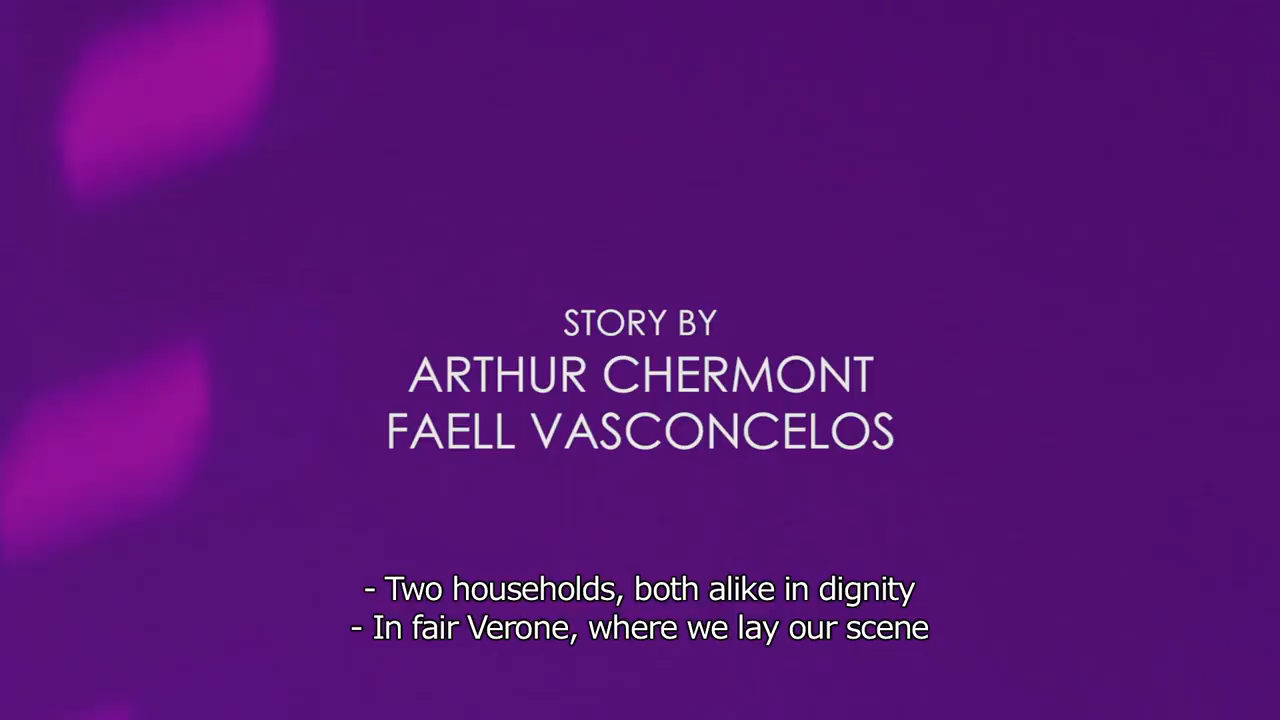 STORY BY
ARTHUR CHERMONT
FAELL VASCONCELOS
- Two households, both alike in dignity
- In fair Verone, where we lay our scene